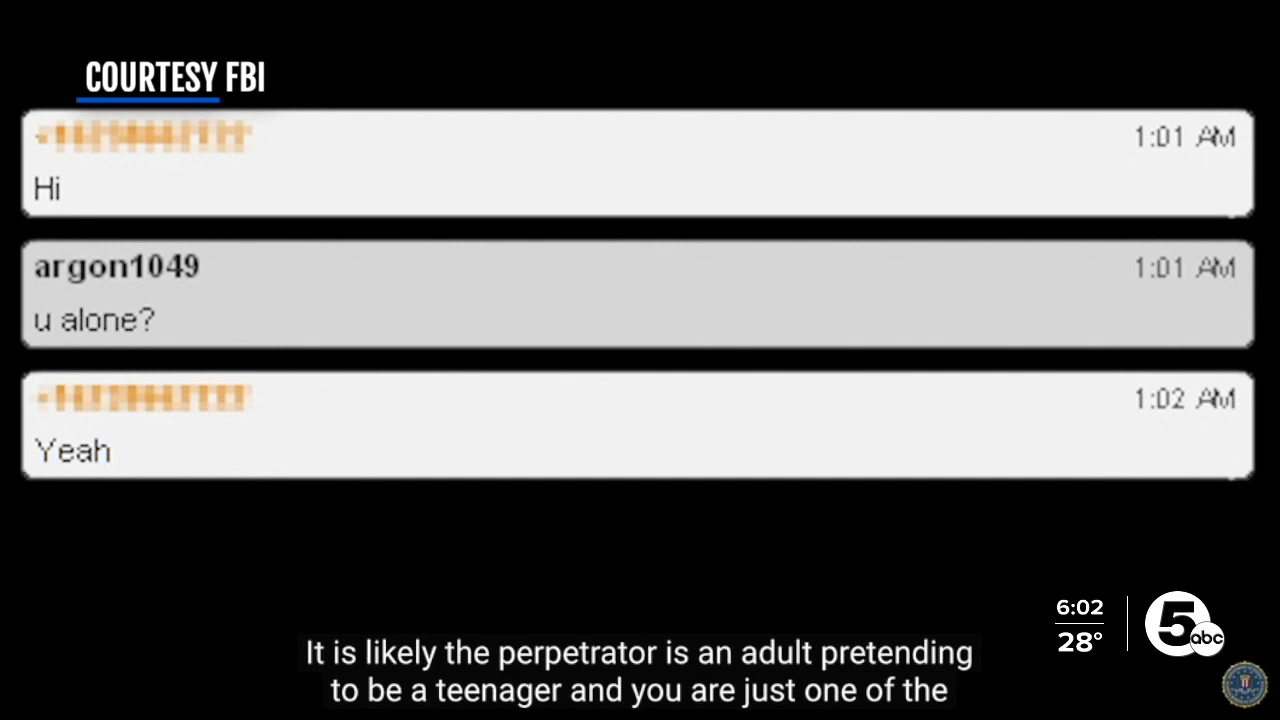 COURTESY FBI
1:01 AM
Hi
argon1049
1:01 AM
u alone?
1:02 AM
Yeah
6:02
28°
5
abc
It is likely the perpetrator is an adult pretending
to be a teenager and you are just one of the